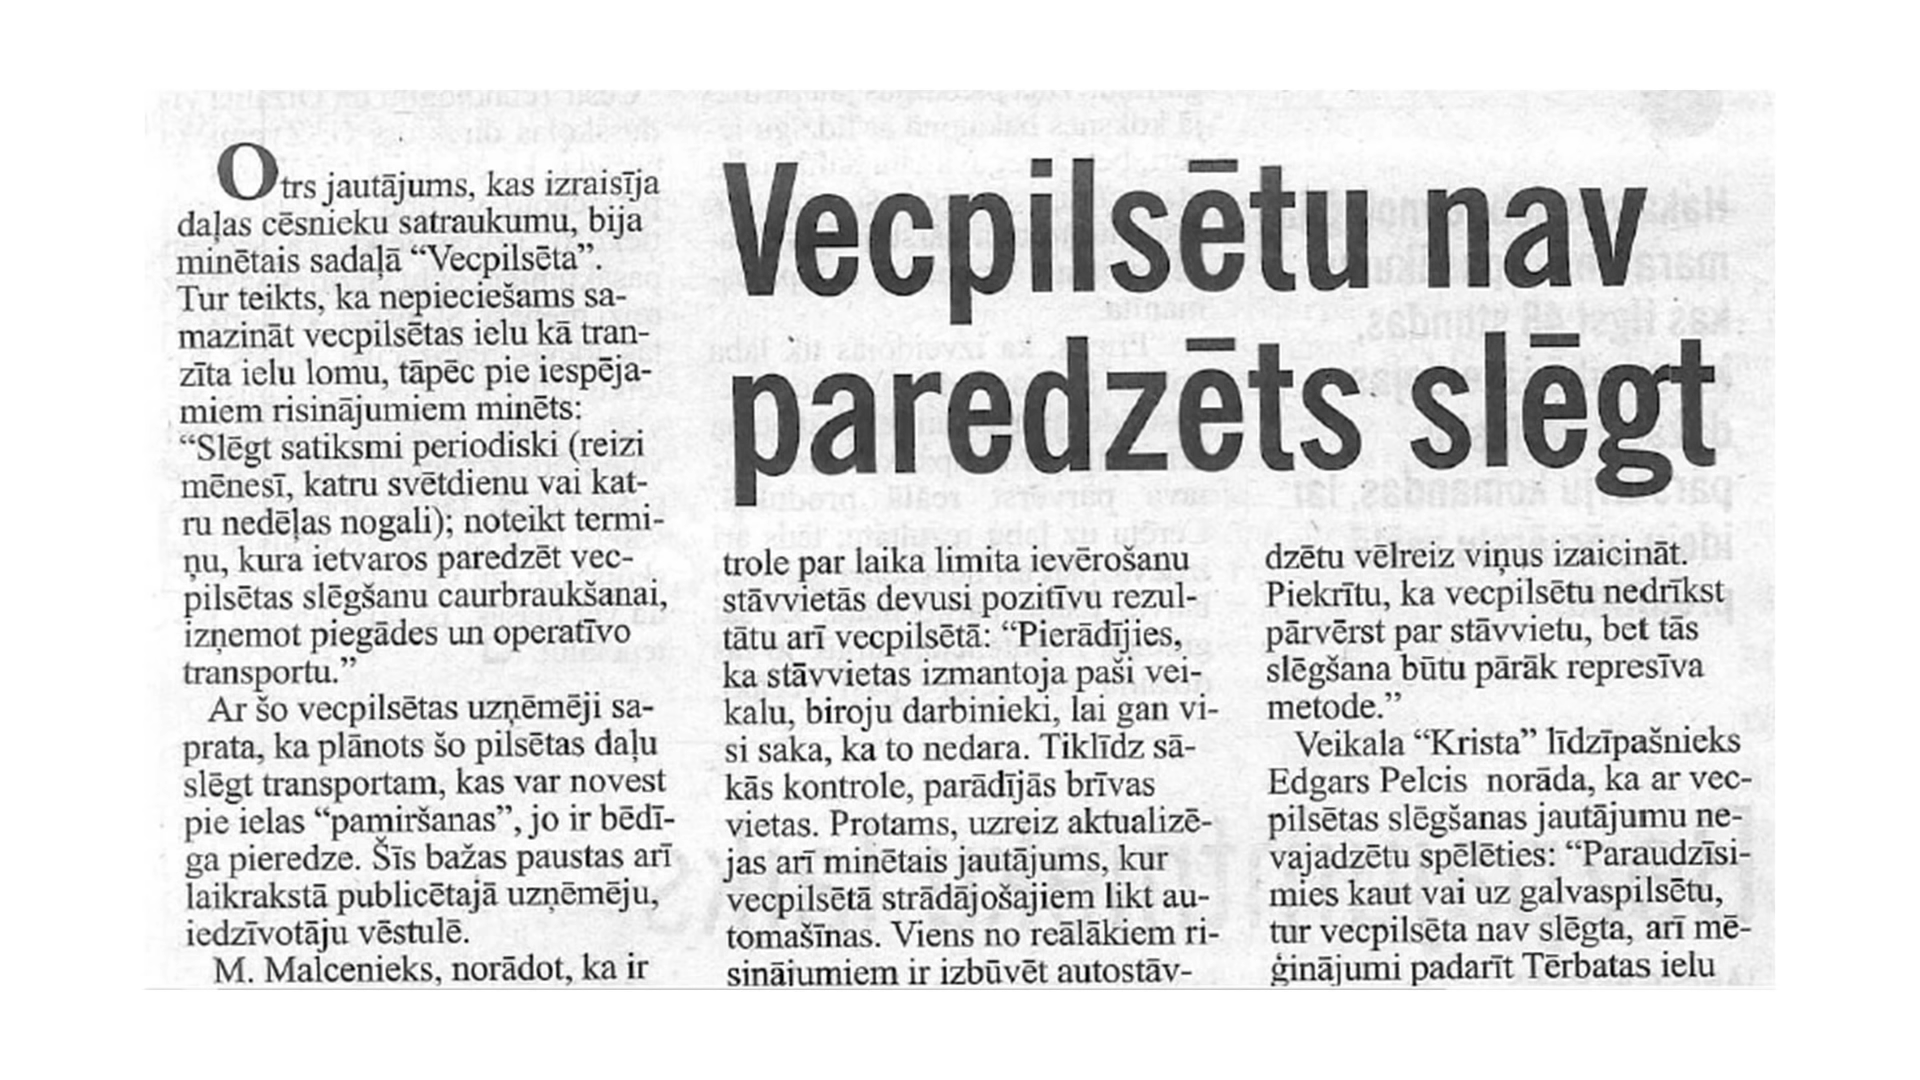 Vecpilsētu nav
paredzēts slēgt
Otrs jautājums, kas izraisīja
daļas cēsnieku satraukumu, bija
minētais sadaļā “Vecpilsēta”.
Tur teikts, ka nepieciešams sa-
mazināt vecpilsētas ielu kā tran-
zīta ielu lomu, tāpēc pie iespēja-
miem risinājumiem minēts:
“Slēgt satiksmi periodiski (reizi
mēnesī, katru svētdienu vai kat-
ru nedēļas nogali); noteikt termi-
ņu, kura ietvaros paredzēt vec-
pilsētas slēgšanu caurbraukšanai,
izņemot piegādes un operatīvo
transportu.”
Ar šo vecpilsētas uzņēmēji sa-
prata, ka plānots šo pilsētas daļu
slēgt transportam, kas var novest
pie ielas “pamiršanas”, jo ir bēdī-
ga pieredze. Šīs bažas paustas arī
laikrakstā publicētajā uzņēmēju,
iedzīvotāju vēstulē.
M. Malcenieks, norādot, ka ir
trole par laika limita ievērošanu
stāvvietās devusi pozitīvu rezul-
tātu arī vecpilsētā: “Pierādījies,
ka stāvvietas izmantoja paši vei-
kalu, biroju darbinieki, lai gan vi-
si saka, ka to nedara. Tiklīdz sā-
kās kontrole, parādījās brīvas
vietas. Protams, uzreiz aktualizē-
jas arī minētais jautājums, kur
vecpilsētā strādājošajiem likt au-
tomašīnas. Viens no reālākiem ri-
sinājumiem ir izbūvēt autostāv-
dzētu vēlreiz viņus izaicināt.
Piekrītu, ka vecpilsētu nedrīkst
pārvērst par stāvvietu, bet tās
slēgšana būtu pārāk represīva
metode.”
Veikala “Krista” līdzīpašnieks
Edgars Pelcis norāda, ka ar vec-
pilsētas slēgšanas jautājumu ne-
vajadzētu spēlēties: “Paraudzīsi-
mies kaut vai uz galvaspilsētu,
tur vecpilsēta nav slēgta, arī mē-
ģinājumi padarīt Tērbatas ielu